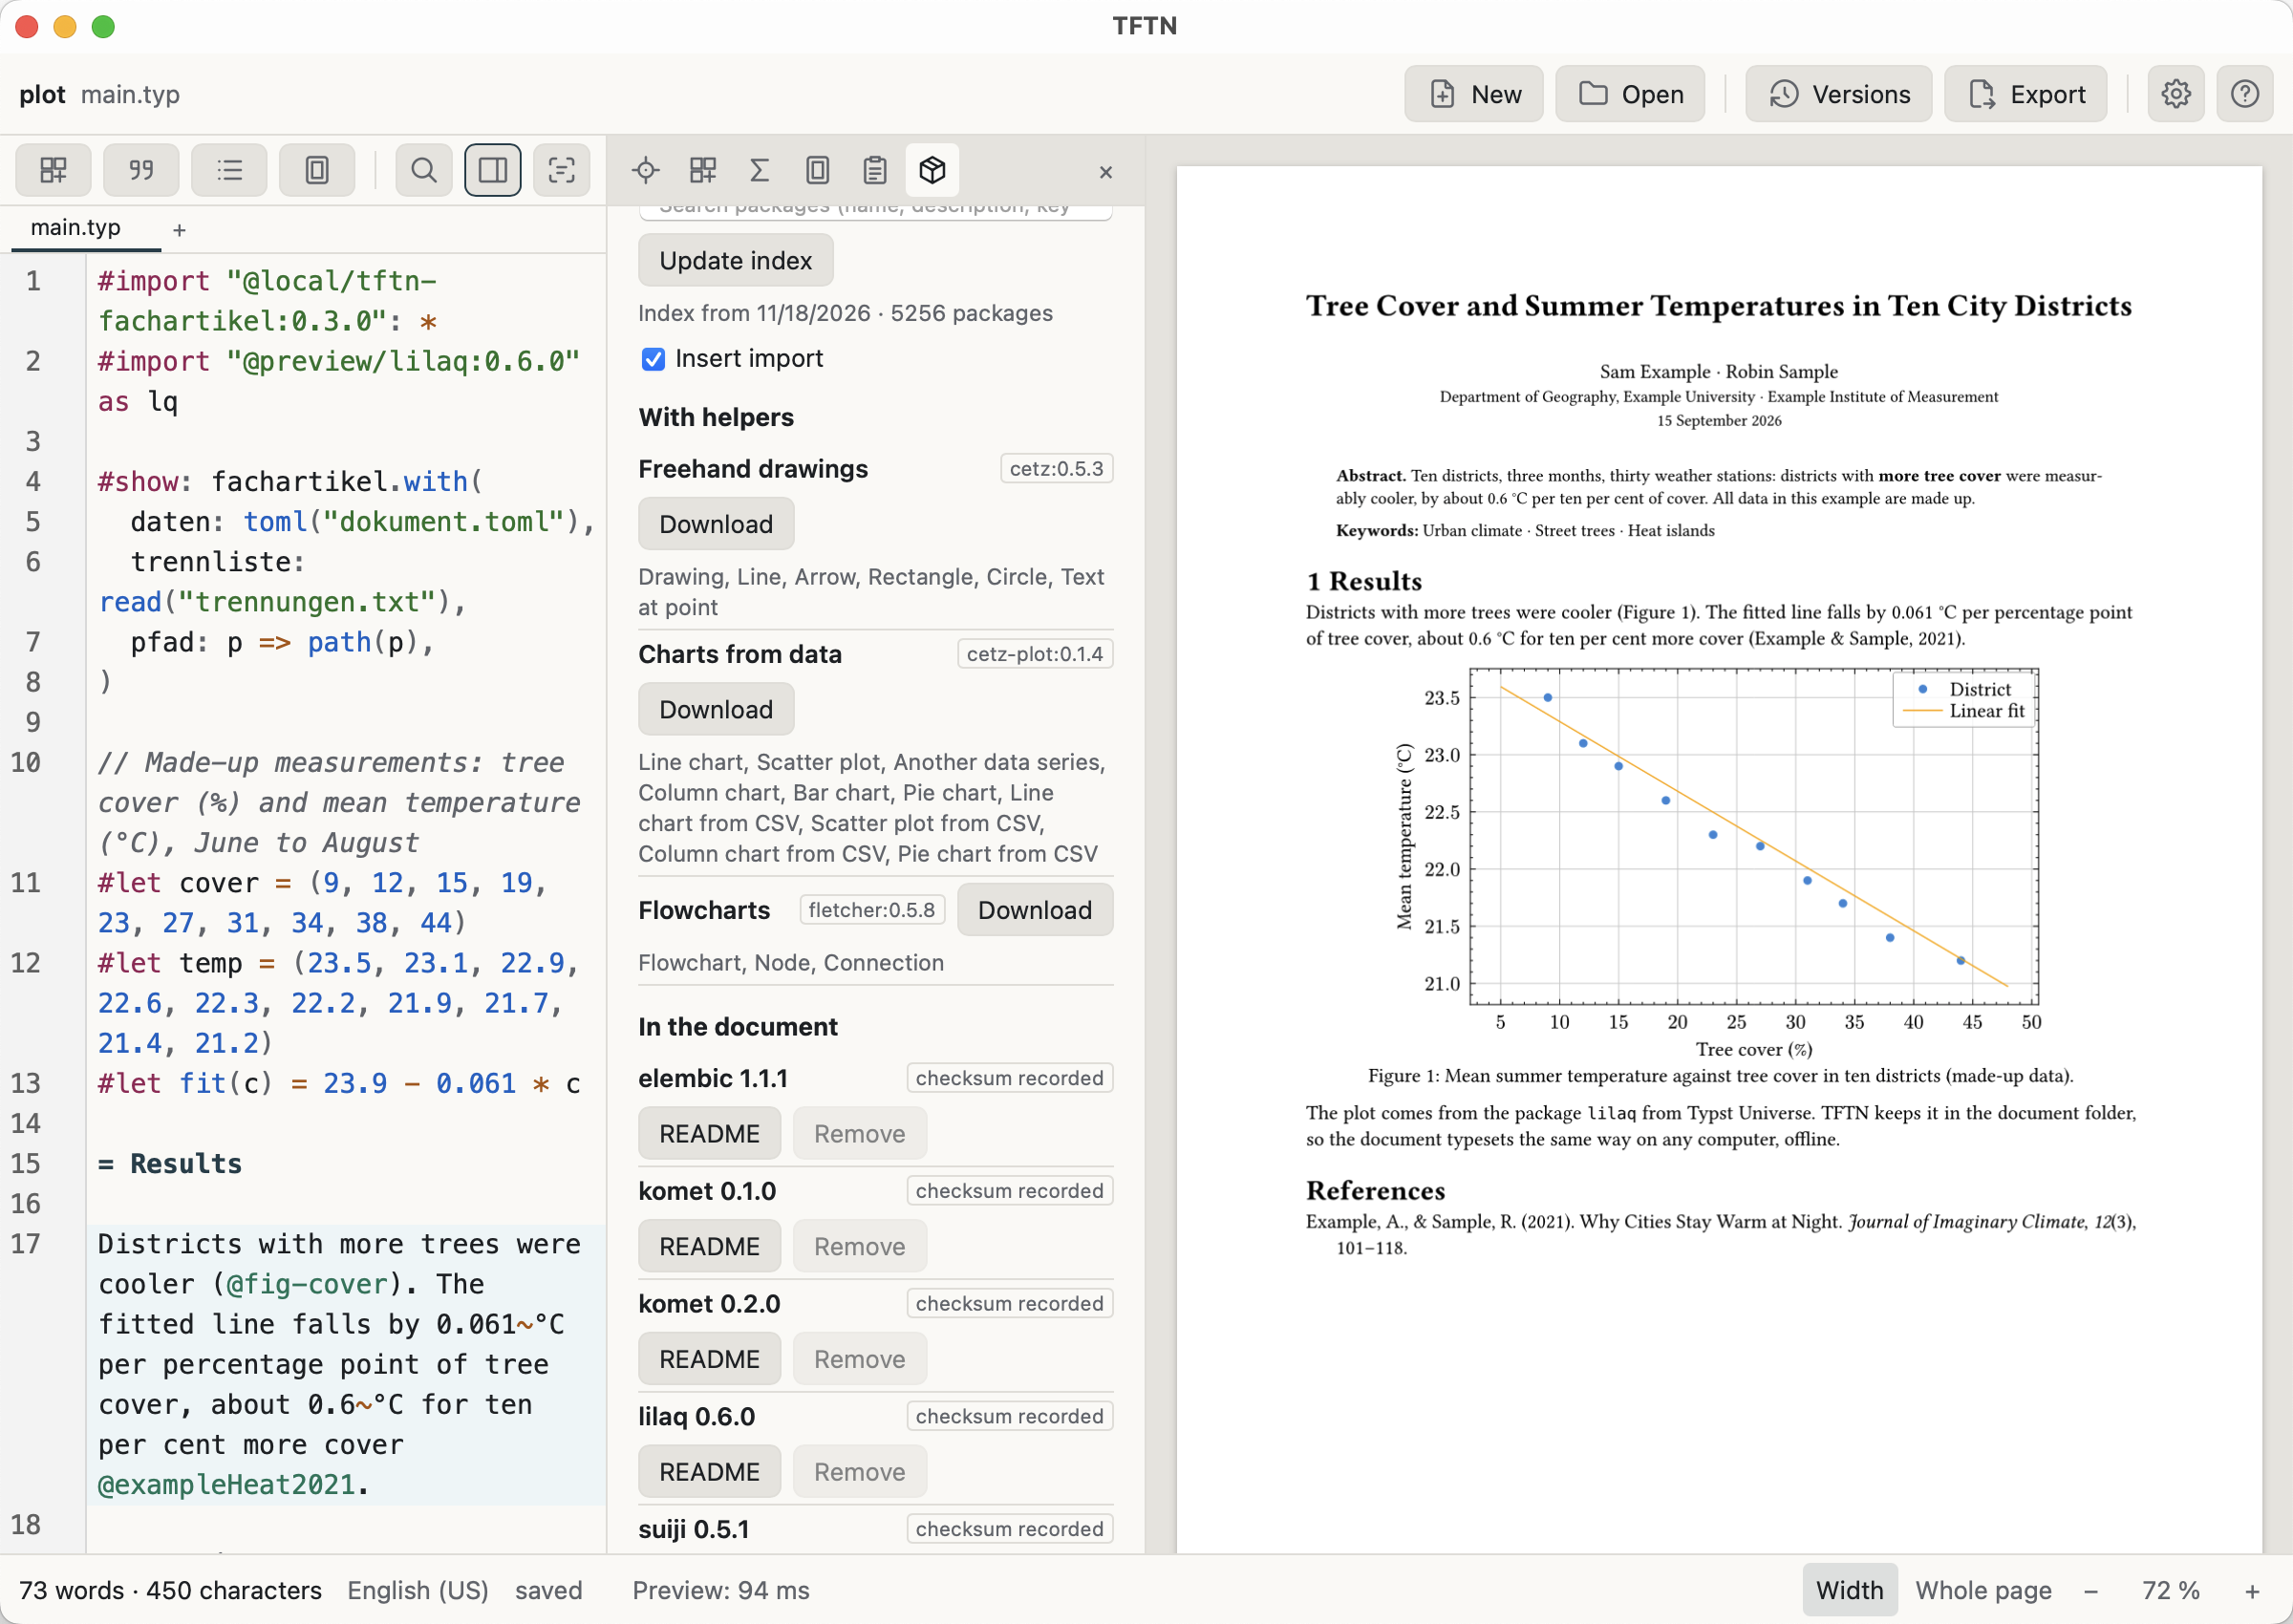 TFTN
plot main.typ
New
Open
Versions
Export
main.typ
+
1 #import "@local/tftn-
fachartikel:0.3.0": *
2 #import "@preview/lilaq:0.6.0"
as lq
3
4 #show: fachartikel.with(
5 daten: toml("dokument.toml"),
6 trennliste:
read("trennungen.txt"),
7 pfad: p => path(p),
8 )
9
10 // Made-up measurements: tree
cover (%) and mean temperature
(°C), June to August
11 #let cover = (9, 12, 15, 19,
23, 27, 31, 34, 38, 44)
12 #let temp = (23.5, 23.1, 22.9,
22.6, 22.3, 22.2, 21.9, 21.7,
21.4, 21.2)
13 #let fit(c) = 23.9 - 0.061 * c
14
15 = Results
16
17 Districts with more trees were
cooler (@fig-cover). The
fitted line falls by 0.061~°C
per percentage point of tree
cover, about 0.6~°C for ten
per cent more cover
@exampleHeat2021.
18
Search packages (name, description, key
Update index
Index from 11/18/2026 · 5256 packages
Insert import
With helpers
Freehand drawings cetz:0.5.3
Download
Drawing, Line, Arrow, Rectangle, Circle, Text
at point
Charts from data cetz-plot:0.1.4
Download
Line chart, Scatter plot, Another data series,
Column chart, Bar chart, Pie chart, Line
chart from CSV, Scatter plot from CSV,
Column chart from CSV, Pie chart from CSV
Flowcharts fletcher:0.5.8 Download
Flowchart, Node, Connection
In the document
elembic 1.1.1 checksum recorded
README Remove
komet 0.1.0 checksum recorded
README Remove
komet 0.2.0 checksum recorded
README Remove
lilaq 0.6.0 checksum recorded
README Remove
suiji 0.5.1 checksum recorded
Tree Cover and Summer Temperatures in Ten City Districts
Sam Example · Robin Sample
Department of Geography, Example University · Example Institute of Measurement
15 September 2026
Abstract. Ten districts, three months, thirty weather stations: districts with more tree cover were measur-
ably cooler, by about 0.6 °C per ten per cent of cover. All data in this example are made up.
Keywords: Urban climate · Street trees · Heat islands
1 Results
Districts with more trees were cooler (Figure 1). The fitted line falls by 0.061 °C per percentage point
of tree cover, about 0.6 °C for ten per cent more cover (Example & Sample, 2021).
District
Linear fit
23.5
23.0
22.5
22.0
21.5
21.0
Mean temperature (°C)
5 10 15 20 25 30 35 40 45 50
Tree cover (%)
Figure 1: Mean summer temperature against tree cover in ten districts (made-up data).
The plot comes from the package lilaq from Typst Universe. TFTN keeps it in the document folder,
so the document typesets the same way on any computer, offline.
References
Example, A., & Sample, R. (2021). Why Cities Stay Warm at Night. Journal of Imaginary Climate, 12(3),
101–118.
73 words · 450 characters English (US) saved Preview: 94 ms
Width Whole page − 72 % +